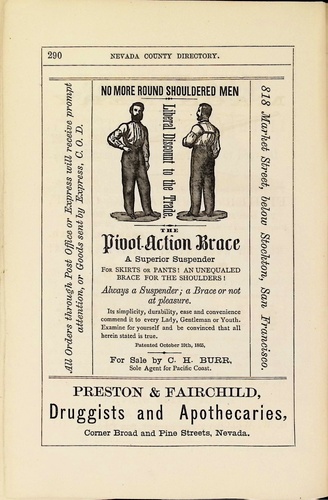 290
NEVADA COUNTY DIRECTORY.
All Orders through Post Office or Express will receive prompt
attention, or Goods sent by Express, C. O. D.
NO MORE ROUND SHOULDERED MEN
Liberal Discount to the Trade.
THE
Pivot-Action Brace
A Superior Suspender
FOR SKIRTS OR PANTS! AN UNEQUALED
BRACE FOR THE SHOULDERS!
Always a Suspender; a Brace or not
at pleasure.
Its simplicity, durability, ease and convenience
commend it to every Lady, Gentleman or Youth.
Examine for yourself and be convinced that all
herein stated is true.
Patented October 15th, 1865.
For Sale by C. H. BURR,
Sole Agent for Pacific Coast.
813 Market Street, below Stockton, San Francisco.
PRESTON & FAIRCHILD,
Druggists and Apothecaries,
Corner Broad and Pine Streets, Nevada.